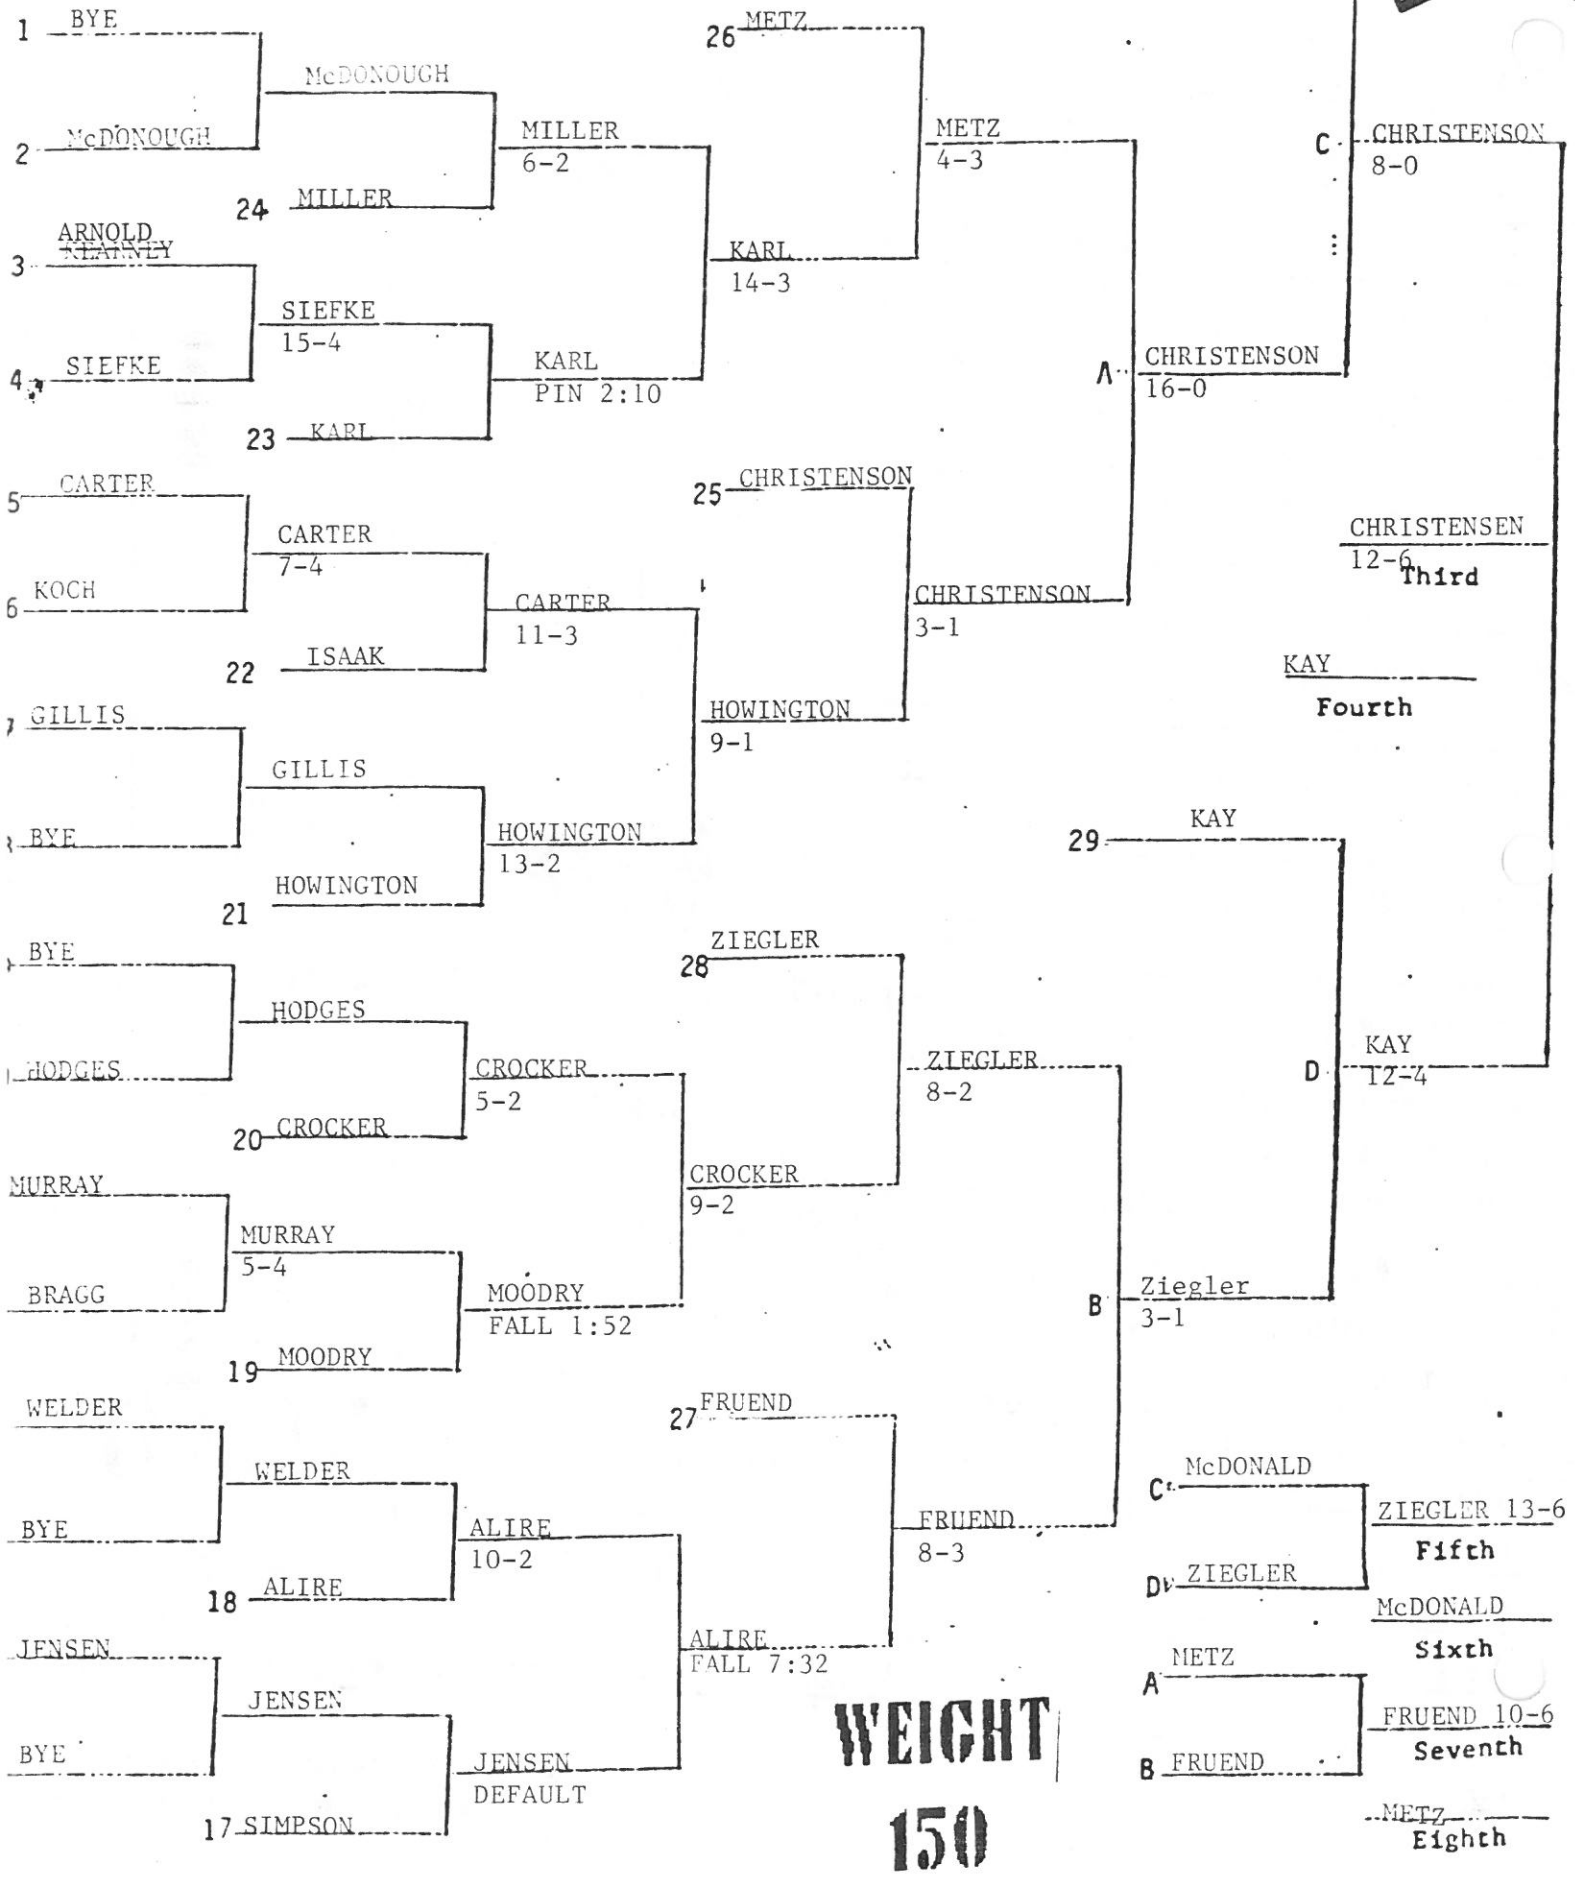 1 BYE
McDONOUGH
2 McDONOUGH
MILLER
6-2
24 MILLER
3 ARNOLD
KEARNEY
SIEFKE
15-4
4 SIEFKE
KARL
PIN 2:10
23 KARL
26 METZ
METZ
4-3
KARL
14-3
5 CARTER
CARTER
7-4
6 KOCH
CARTER
11-3
22 ISAAK
7 GILLIS
GILLIS
BYE
HOWINGTON
13-2
21 HOWINGTON
25 CHRISTENSON
CHRISTENSON
3-1
HOWINGTON
9-1
A CHRISTENSON
16-0
C CHRISTENSON
8-0
CHRISTENSEN
12-6
Third
KAY
Fourth
BYE
HODGES
HODGES
CROCKER
5-2
20 CROCKER
MURRAY
MURRAY
5-4
BRAGG
MOODRY
FALL 1:52
19 MOODRY
28 ZIEGLER
ZIEGLER
8-2
CROCKER
9-2
29 KAY
D KAY
12-4
B Ziegler
3-1
WELDER
WELDER
BYE
ALIRE
10-2
18 ALIRE
JENSEN
JENSEN
BYE
JENSEN
DEFAULT
17 SIMPSON
27 FRUEND
FRUEND
8-3
ALIRE
FALL 7:32
C McDONALD
ZIEGLER 13-6
Fifth
D ZIEGLER
McDONALD
Sixth
A METZ
FRUEND 10-6
Seventh
B FRUEND
METZ
Eighth
WEIGHT
150